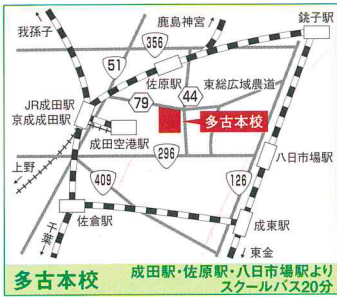 鹿島神宮
銚子駅
我孫子
356
51
佐原駅
東総広域農道
79
44
JR成田駅
京成成田駅
成田空港駅
多古本校
上野
296
八日市場駅
409
126
佐倉駅
成東駅
千葉
東金
多古本校
成田駅・佐原駅・八日市場駅より
スクールバス20分